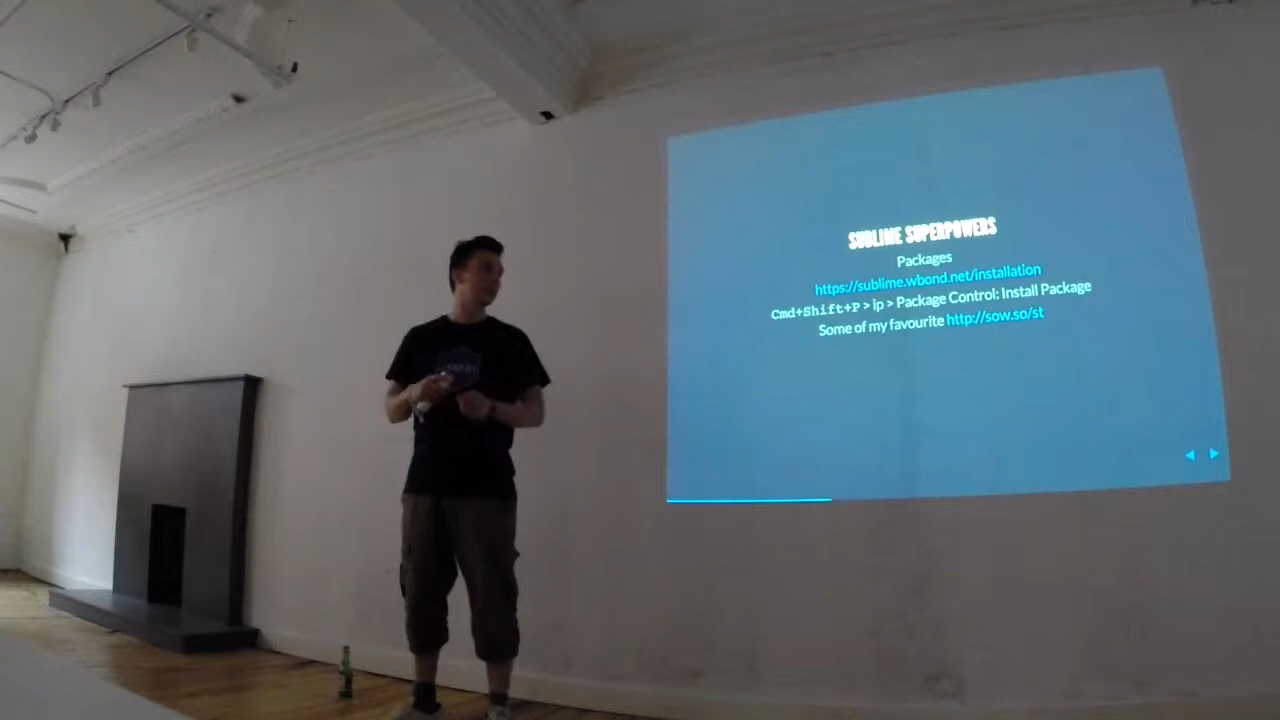 SUBLIME SUPERPOWERS
Packages
https://sublime.wbond.net/installation
Cmd+Shift+P > ip > Package Control: Install Package
Some of my favourite http://sow.so/st